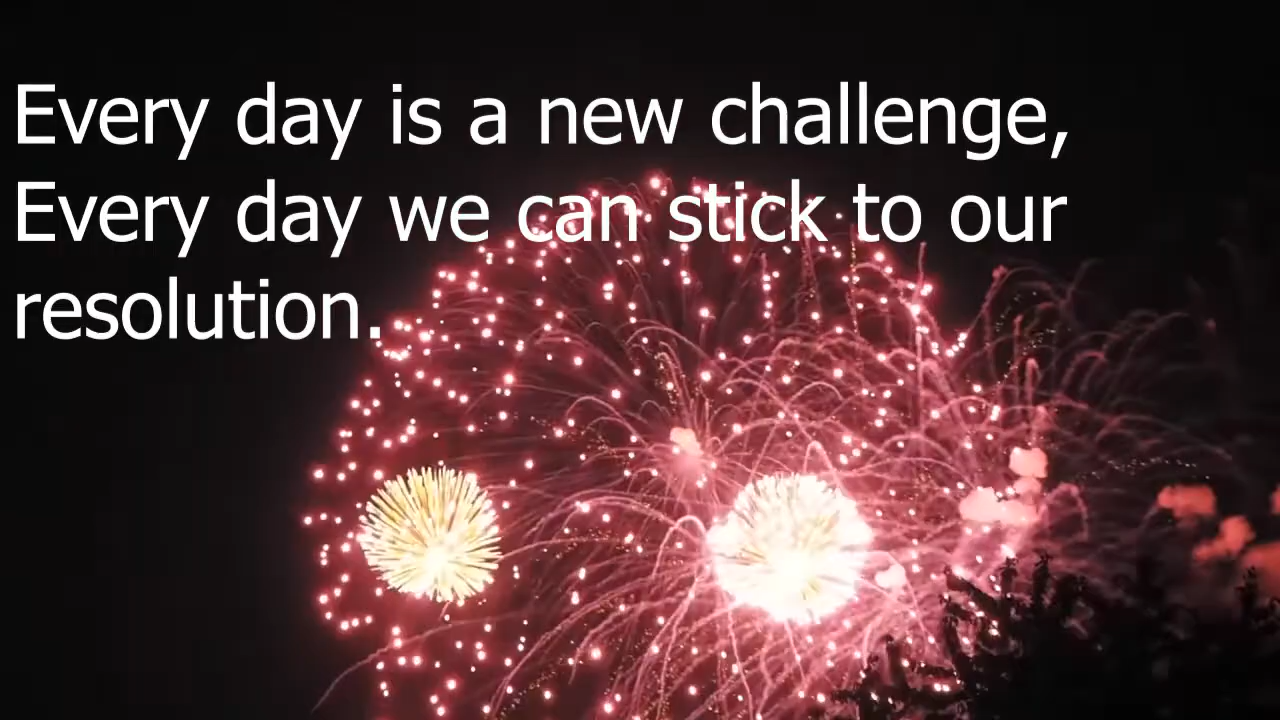 Every day is a new challenge,
Every day we can stick to our
resolution.